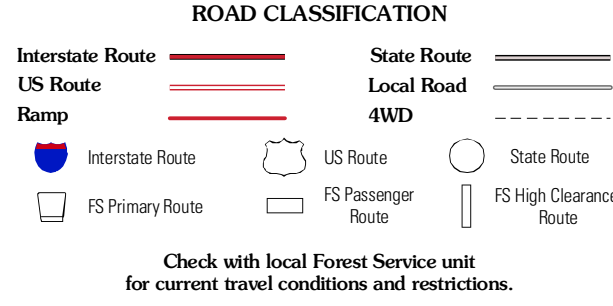 ROAD CLASSIFICATION
Interstate Route
State Route
US Route
Local Road
Ramp
4WD
Interstate Route
US Route
State Route
FS Primary Route
FS Passenger
Route
FS High Clearance
Route
Check with local Forest Service unit
for current travel conditions and restrictions.